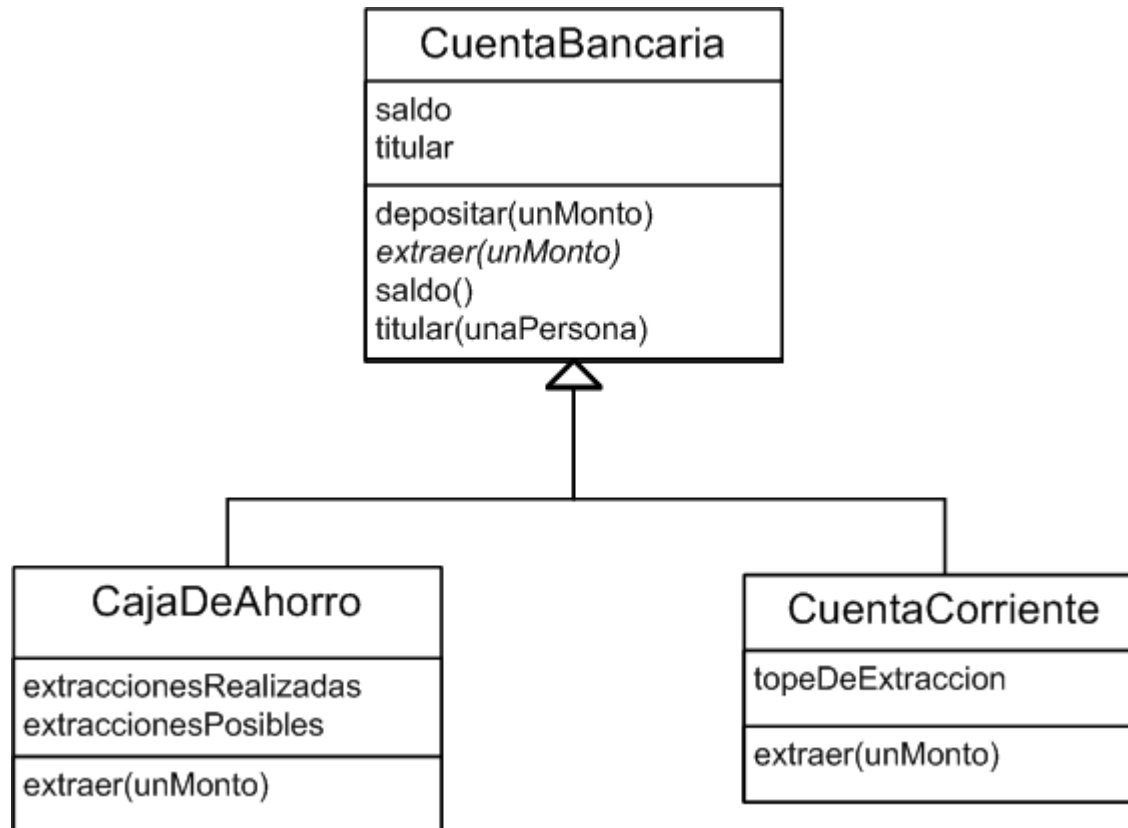 CuentaBancaria
saldo
titular
depositar(unMonto)
extraer(unMonto)
saldo()
titular(unaPersona)
CajaDeAhorro
extraccionesRealizadas
extraccionesPosibles
extraer(unMonto)
CuentaCorriente
topeDeExtraccion
extraer(unMonto)